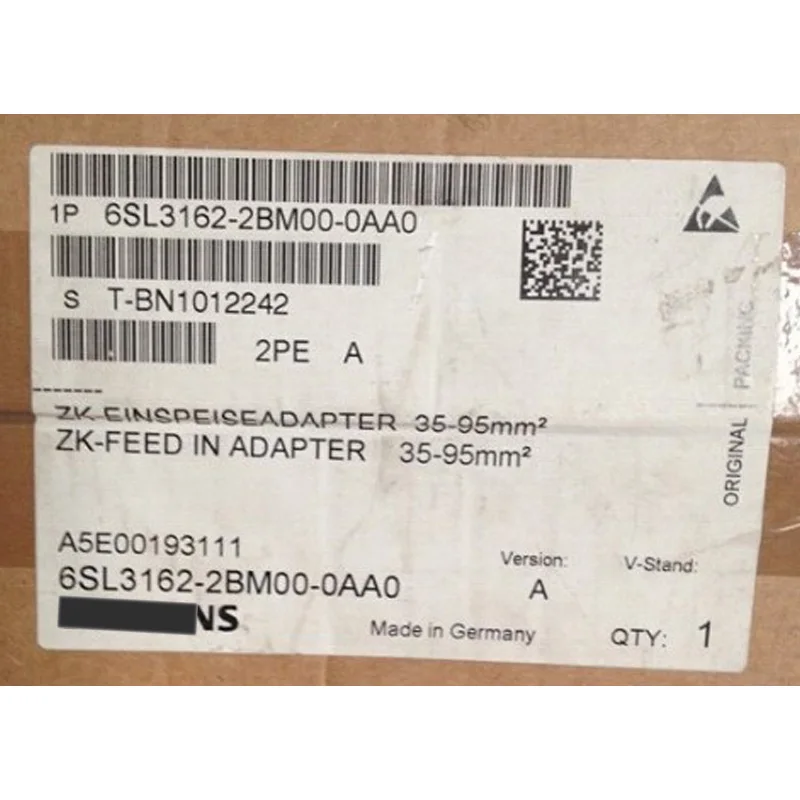 1P 6SL3162-2BM00-0AA0
S T-BN1012242
2PE A
ZK-EINSPEISEADAPTER 35-95mm²
ZK-FEED IN ADAPTER 35-95mm²
A5E00193111
6SL3162-2BM00-0AA0
NS
Made in Germany
Version:
A
V-Stand:
QTY: 1
ORIGINAL PACKING